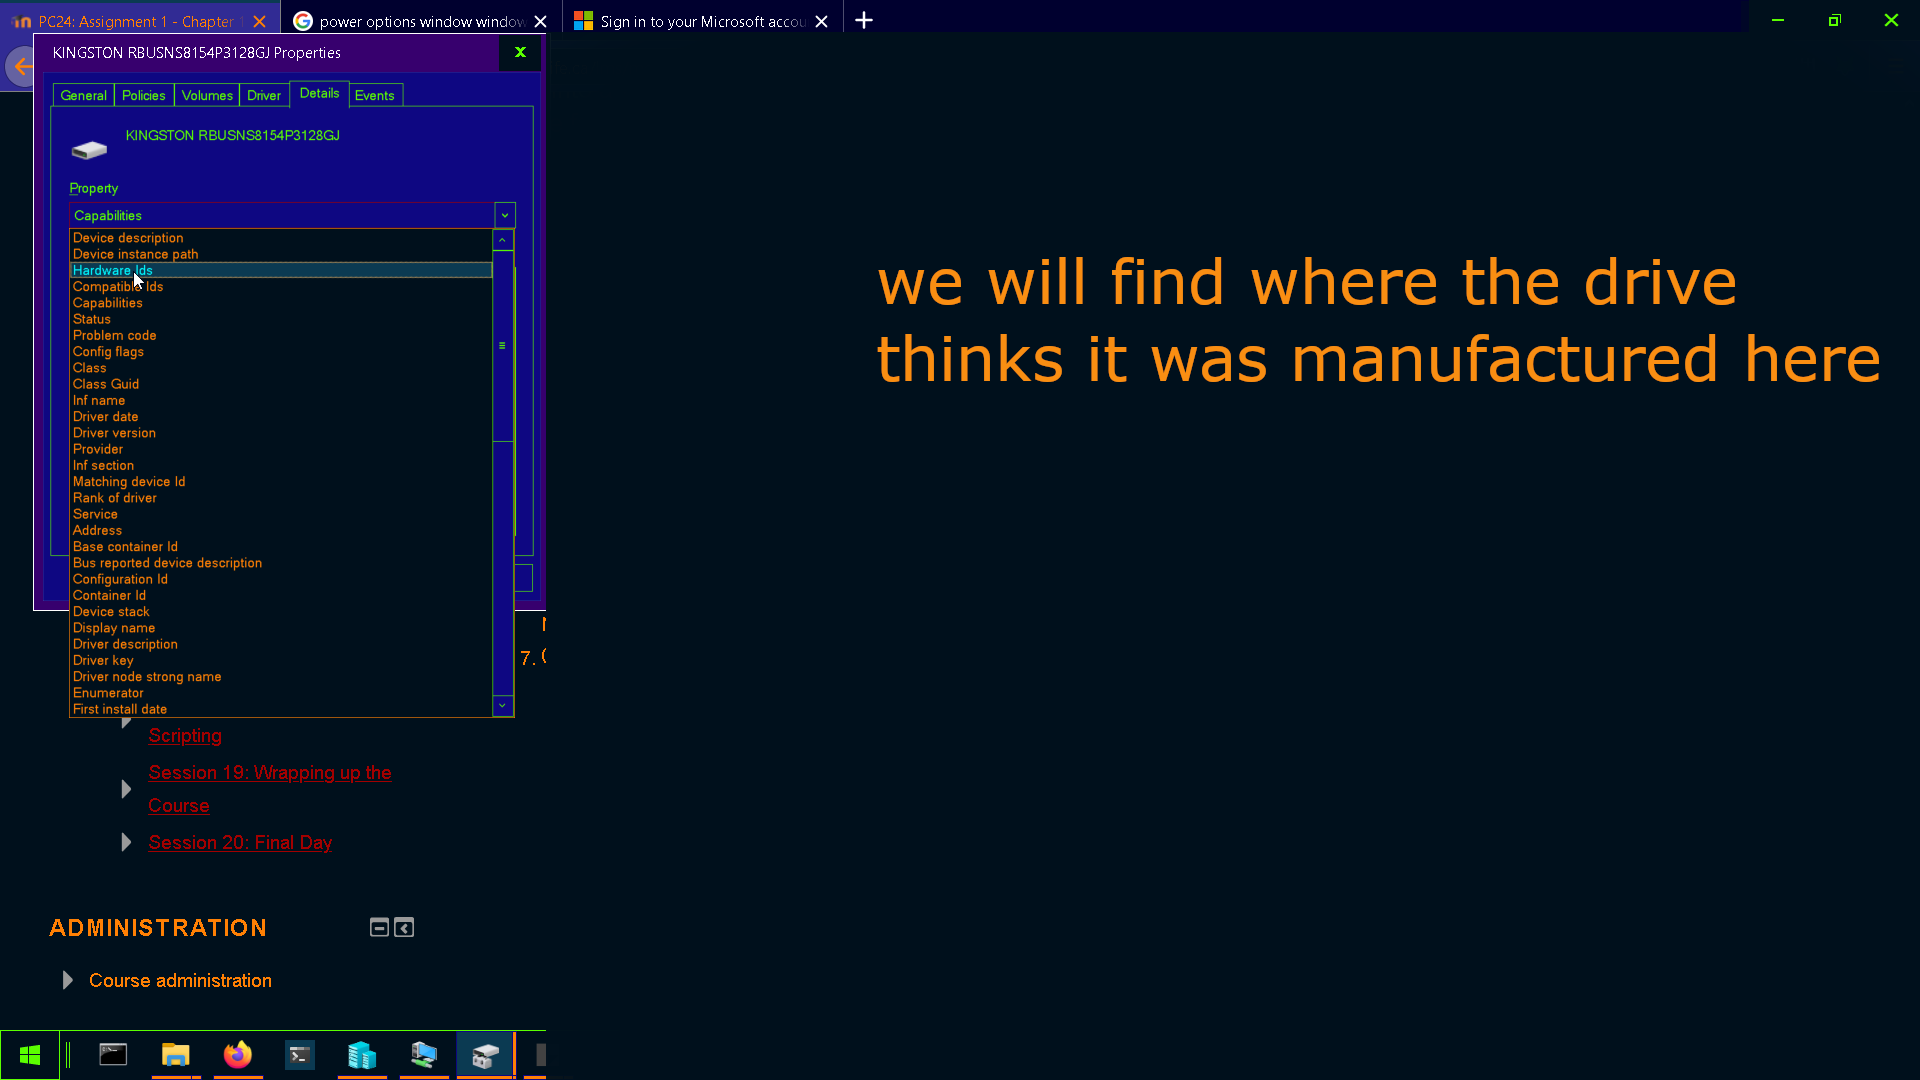 PC24: Assignment 1 - Chapter 1
power options window window
Sign in to your Microsoft accou
KINGSTON RBUSNS8154P3128GJ Properties
General
Policies
Volumes
Driver
Details
Events
KINGSTON RBUSNS8154P3128GJ
Property
Capabilities
Device description
Device instance path
Hardware Ids
Compatible Ids
Capabilities
Status
Problem code
Config flags
Class
Class Guid
Inf name
Driver date
Driver version
Provider
Inf section
Matching device Id
Rank of driver
Service
Address
Base container Id
Bus reported device description
Configuration Id
Container Id
Device stack
Display name
Driver description
Driver key
Driver node strong name
Enumerator
First install date
we will find where the drive
thinks it was manufactured here
7.
Scripting
Session 19: Wrapping up the
Course
Session 20: Final Day
ADMINISTRATION
Course administration